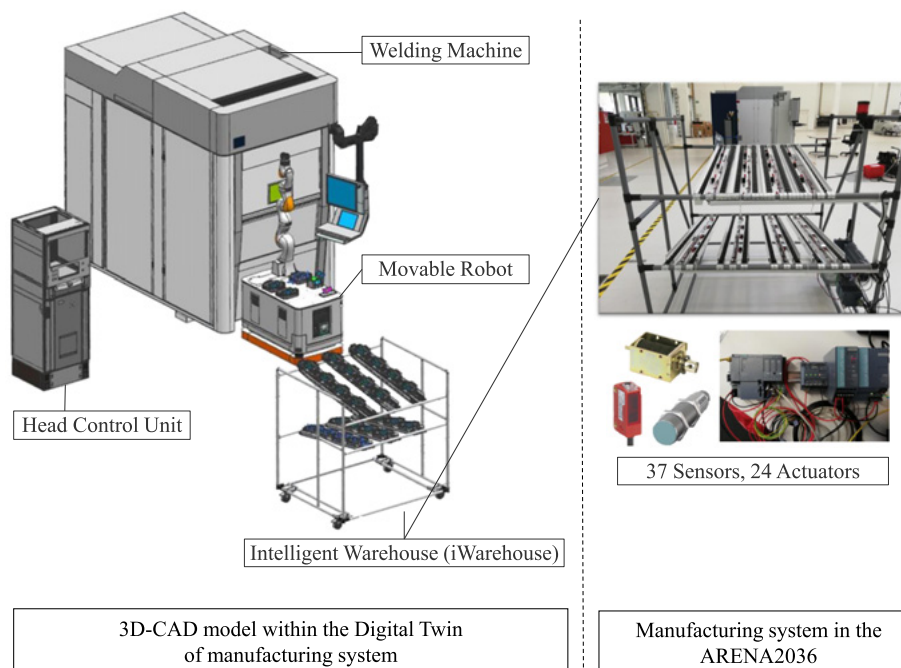 Welding Machine
Movable Robot
Head Control Unit
Intelligent Warehouse (iWarehouse)
3D-CAD model within the Digital Twin
of manufacturing system
37 Sensors, 24 Actuators
Manufacturing system in the
ARENA2036